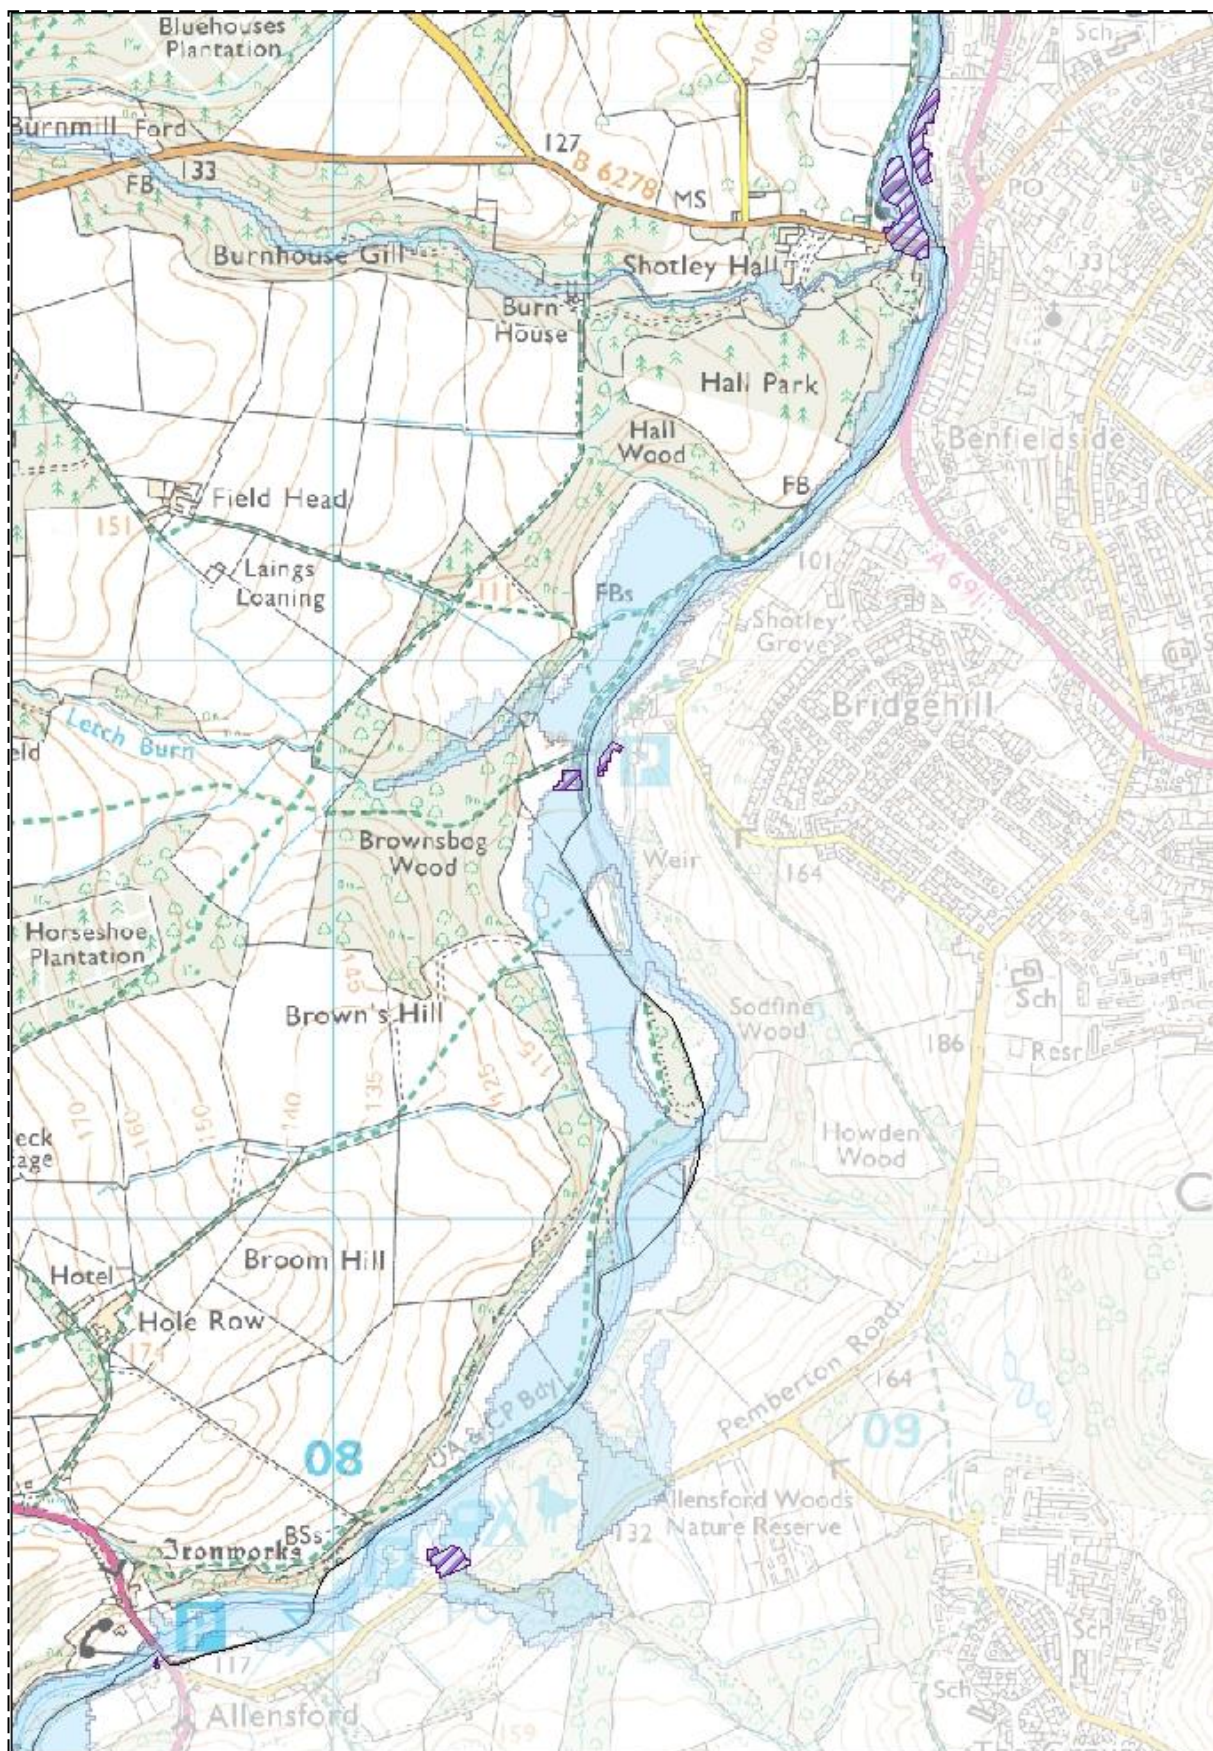 Bluehouses
Plantation
Sch
100
Burnmill Ford
127
133
FB
B 6278
MS
PO
Burnhouse Gill
Shotley Hall
133
Burn
House
Hall Park
Hall
Wood
Benfieldside
FB
Field Head
151
101
A 691
Laings
Loaning
111
FBs
Shotley
Grove
Bridgehill
Letch Burn
eld
P
Brownsbog
Wood
Weir
164
Horseshoe
Plantation
145
Sch
Brown's Hill
Sodfine
Wood
186
Resr
115
125
135
140
150
160
170
eck
tage
Howden
Wood
C
Broom Hill
Hotel
Hole Row
174
Pemberton Road
164
UA & CP Bdy
08
09
Allensford Woods
Nature Reserve
132
Ironworks
BSs
P
117
Sch
Sch
Allensford
159